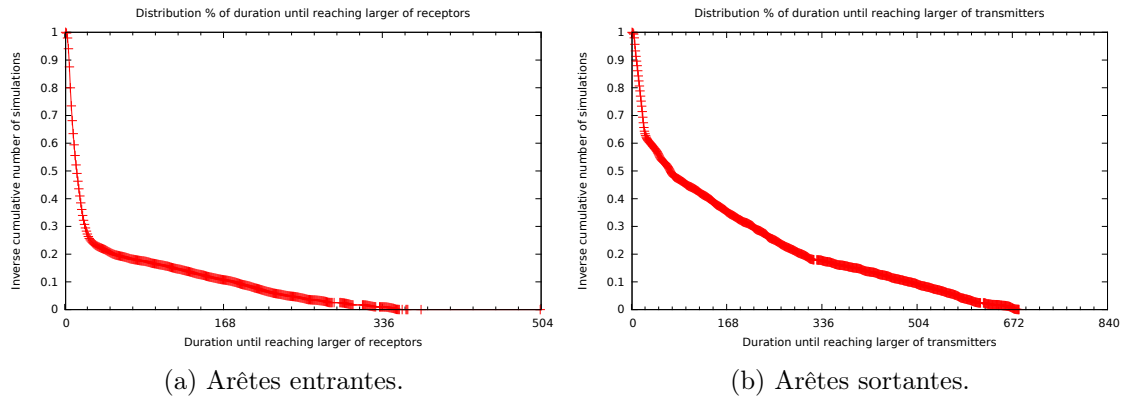 Distribution % of duration until reaching larger of receptors
Inverse cumulative number of simulations
1
0.9
0.8
0.7
0.6
0.5
0.4
0.3
0.2
0.1
0
0 168 336 504
Duration until reaching larger of receptors
(a) Arêtes entrantes.
Distribution % of duration until reaching larger of transmitters
Inverse cumulative number of simulations
1
0.9
0.8
0.7
0.6
0.5
0.4
0.3
0.2
0.1
0
0 168 336 504 672 840
Duration until reaching larger of transmitters
(b) Arêtes sortantes.